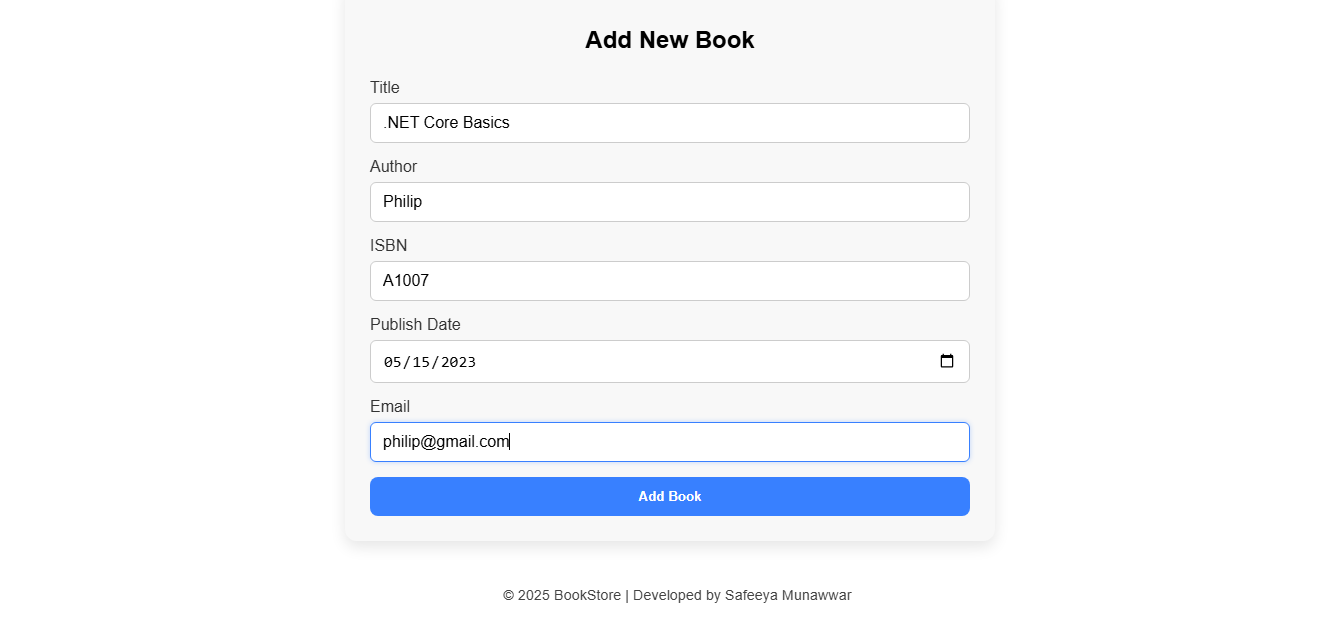 Add New Book
Title
.NET Core Basics
Author
Philip
ISBN
A1007
Publish Date
05/15/2023
Email
philip@gmail.com
Add Book
© 2025 BookStore | Developed by Safeeya Munawwar